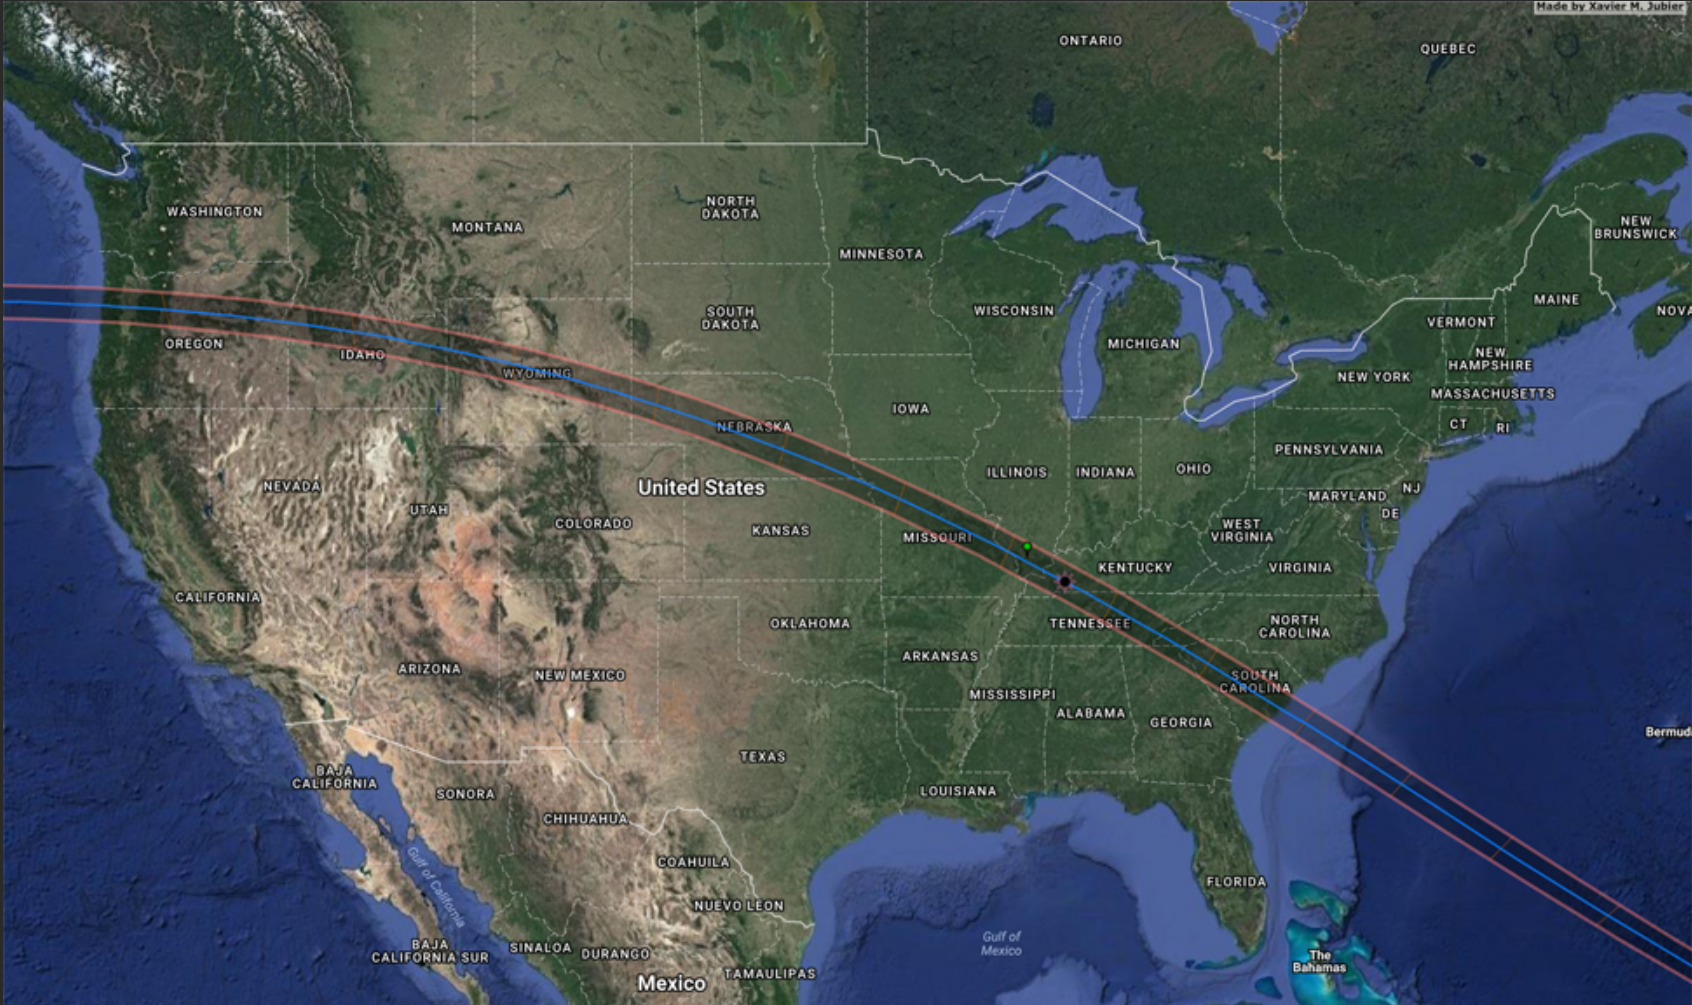 Made by Xavier M. Jubier
ONTARIO
QUEBEC
WASHINGTON
MONTANA
NORTH
DAKOTA
MINNESOTA
NEW
BRUNSWICK
SOUTH
DAKOTA
WISCONSIN
MICHIGAN
VERMONT
MAINE
NOVA
OREGON
IDAHO
WYOMING
NEW
HAMPSHIRE
NEW YORK
MASSACHUSETTS
NEBRASKA
IOWA
CT
RI
PENNSYLVANIA
ILLINOIS
INDIANA
OHIO
NEVADA
United States
MARYLAND
NJ
DE
UTAH
COLORADO
KANSAS
MISSOURI
WEST
VIRGINIA
KENTUCKY
VIRGINIA
CALIFORNIA
OKLAHOMA
TENNESSEE
NORTH
CAROLINA
ARIZONA
NEW MEXICO
ARKANSAS
SOUTH
CAROLINA
MISSISSIPPI
ALABAMA
GEORGIA
Bermud
TEXAS
BAJA
CALIFORNIA
SONORA
LOUISIANA
CHIHUAHUA
COAHUILA
Gulf of California
FLORIDA
NUEVO LEON
BAJA
CALIFORNIA SUR
SINALOA
DURANGO
Gulf of
Mexico
The
Bahamas
Mexico
TAMAULIPAS